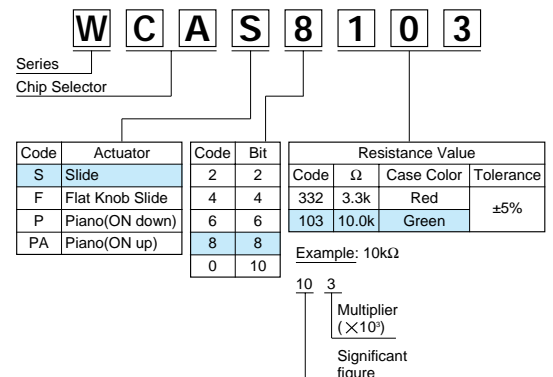 W C A S 8 1 0 3
Series
Chip Selector
Code Actuator
S Slide
F Flat Knob Slide
P Piano(ON down)
PA Piano(ON up)
Code Bit
2 2
4 4
6 6
8 8
0 10
Resistance Value
Code Ω Case Color Tolerance
332 3.3k Red ±5%
103 10.0k Green
Example: 10kΩ
10 3
Multiplier
(×10³)
Significant
figure